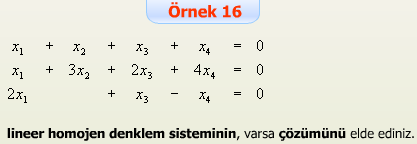 Örnek 16
x₁ + x₂ + x₃ + x₄ = 0
x₁ + 3x₂ + 2x₃ + 4x₄ = 0
2x₁ + x₃ − x₄ = 0
lineer homojen denklem sisteminin, varsa çözümünü elde ediniz.